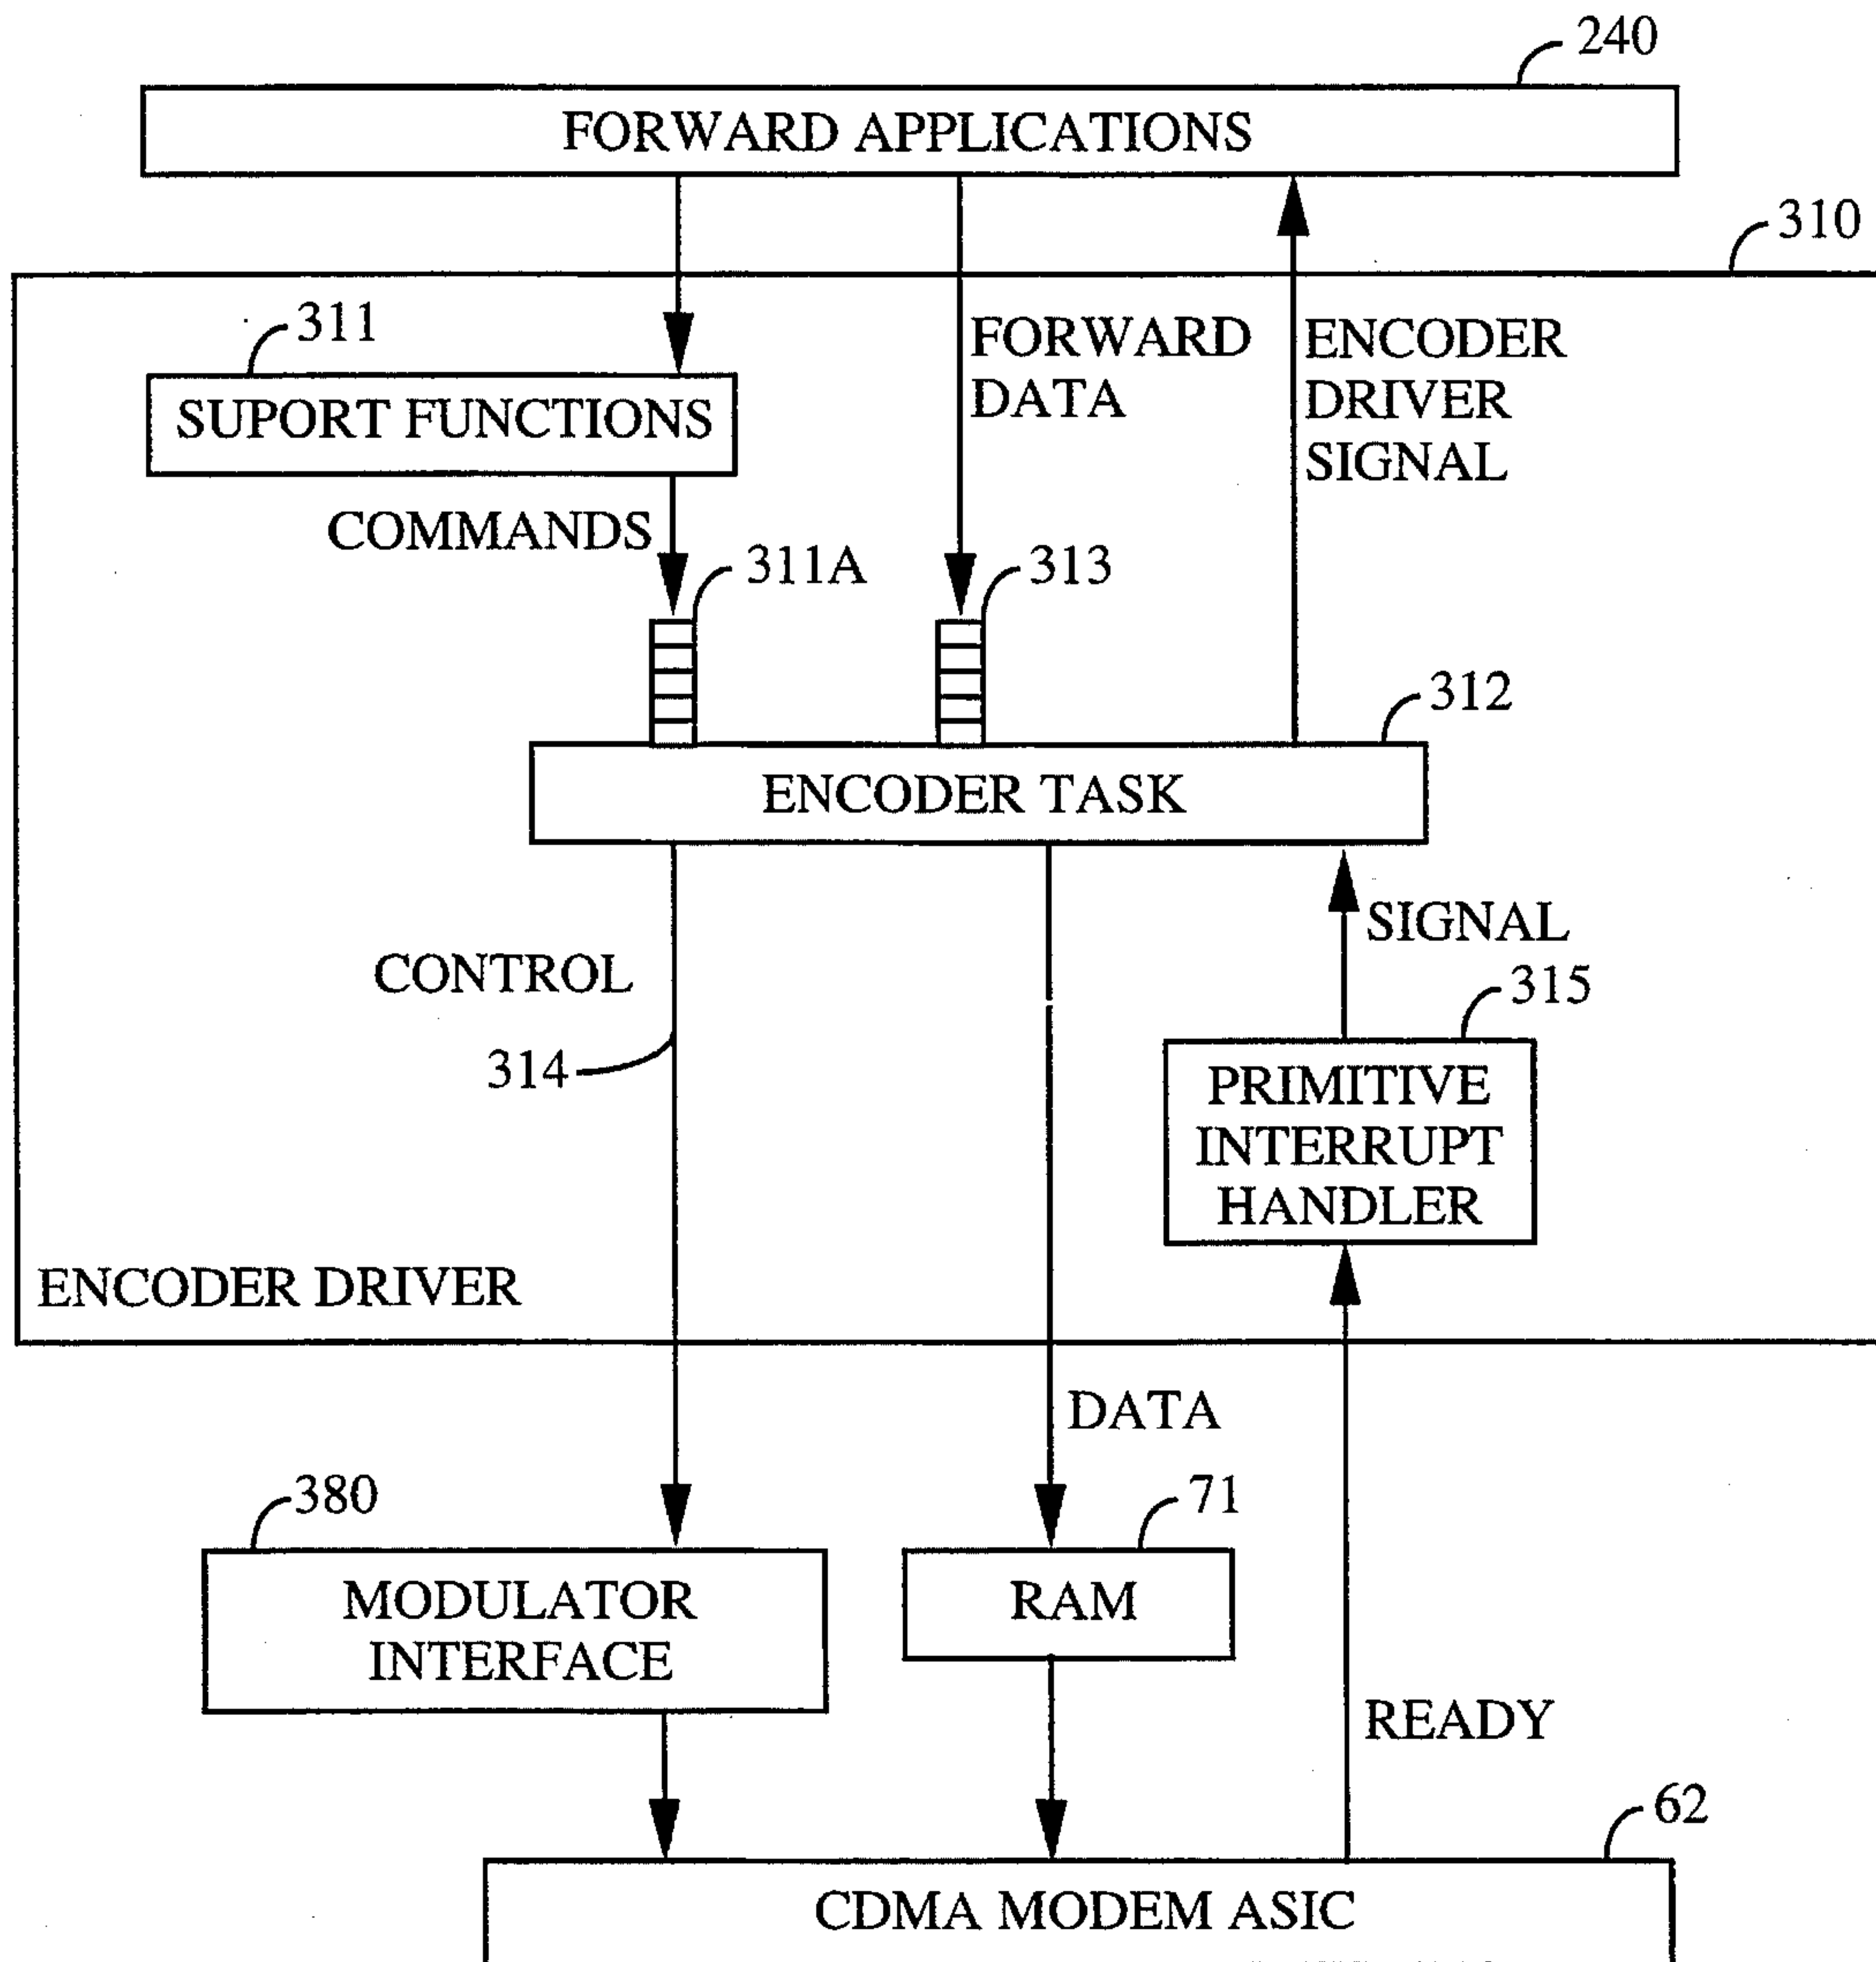 240
FORWARD APPLICATIONS
310
311
SUPORT FUNCTIONS
FORWARD
DATA
ENCODER
DRIVER
SIGNAL
COMMANDS
311A
313
312
ENCODER TASK
SIGNAL
CONTROL
315
314
PRIMITIVE
INTERRUPT
HANDLER
ENCODER DRIVER
DATA
380
71
MODULATOR
INTERFACE
RAM
READY
62
CDMA MODEM ASIC